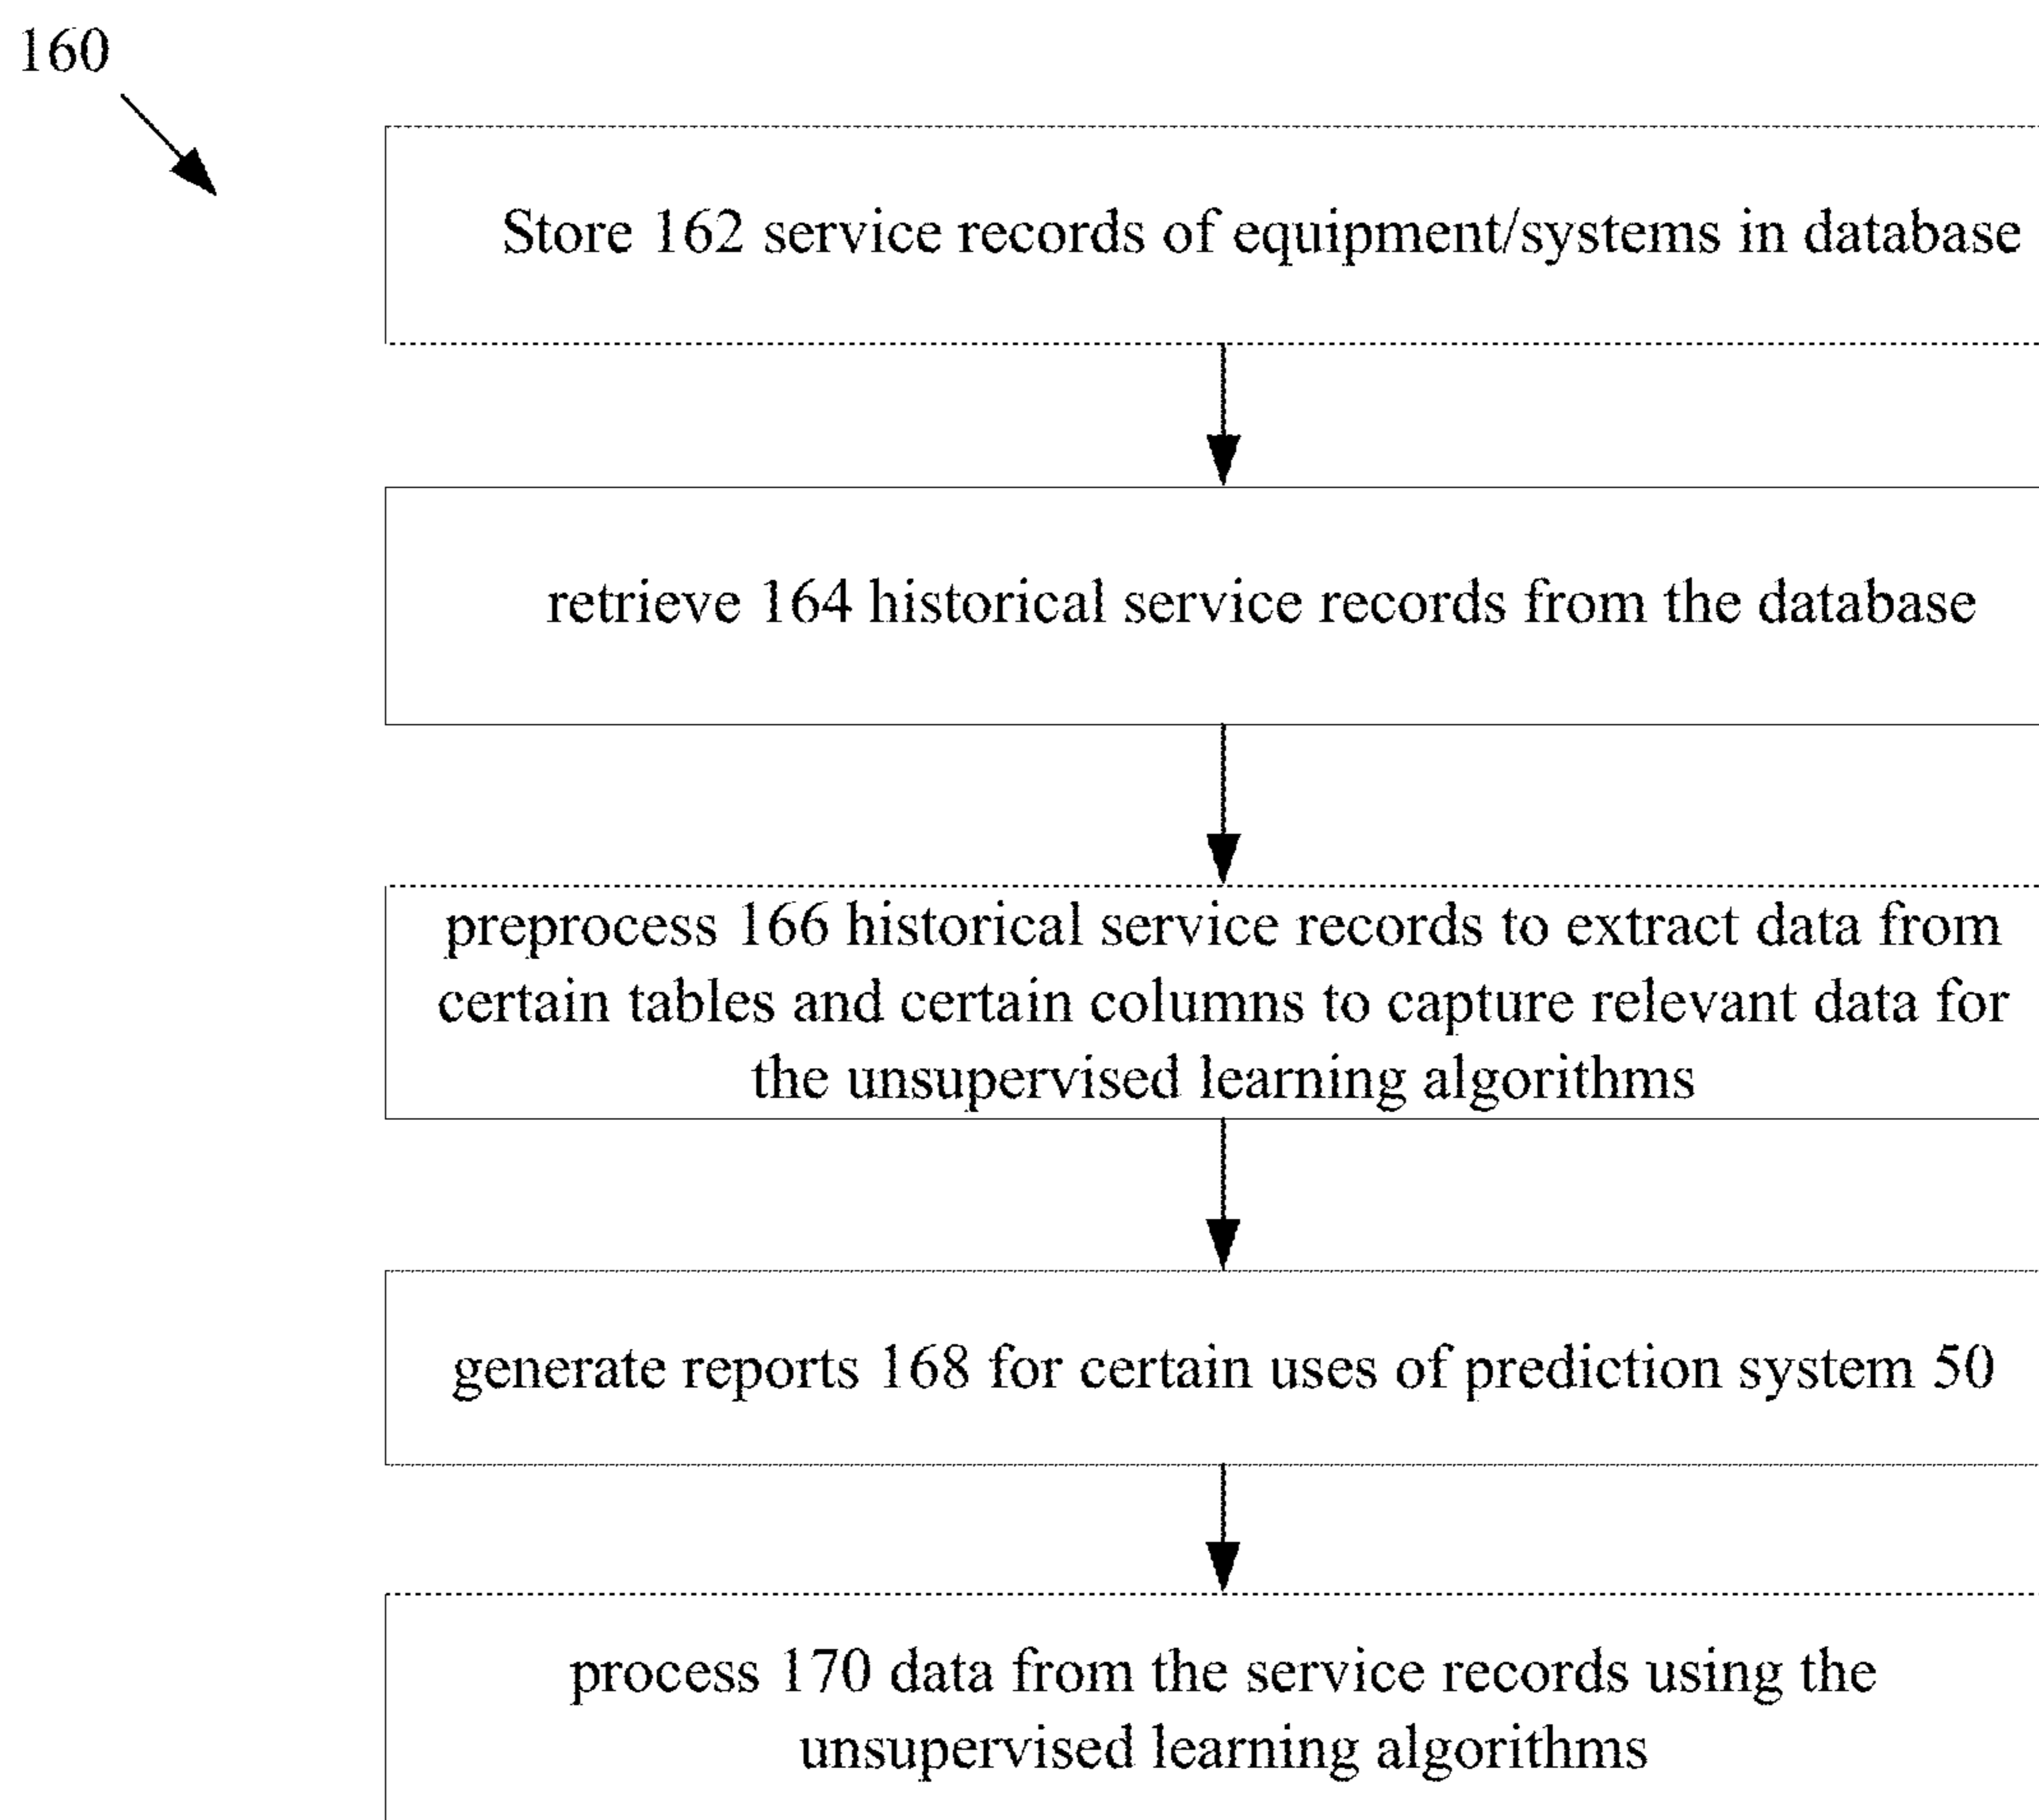 160
Store 162 service records of equipment/systems in database
retrieve 164 historical service records from the database
preprocess 166 historical service records to extract data from
certain tables and certain columns to capture relevant data for
the unsupervised learning algorithms
generate reports 168 for certain uses of prediction system 50
process 170 data from the service records using the
unsupervised learning algorithms